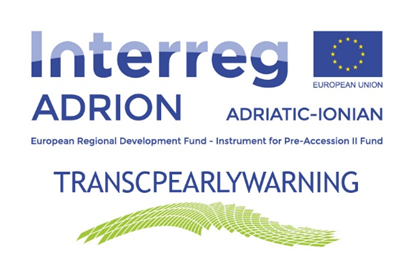 Interreg
EUROPEAN UNION
ADRION ADRIATIC-IONIAN
European Regional Development Fund - Instrument for Pre-Accession II Fund
TRANSCPEARLYWARNING